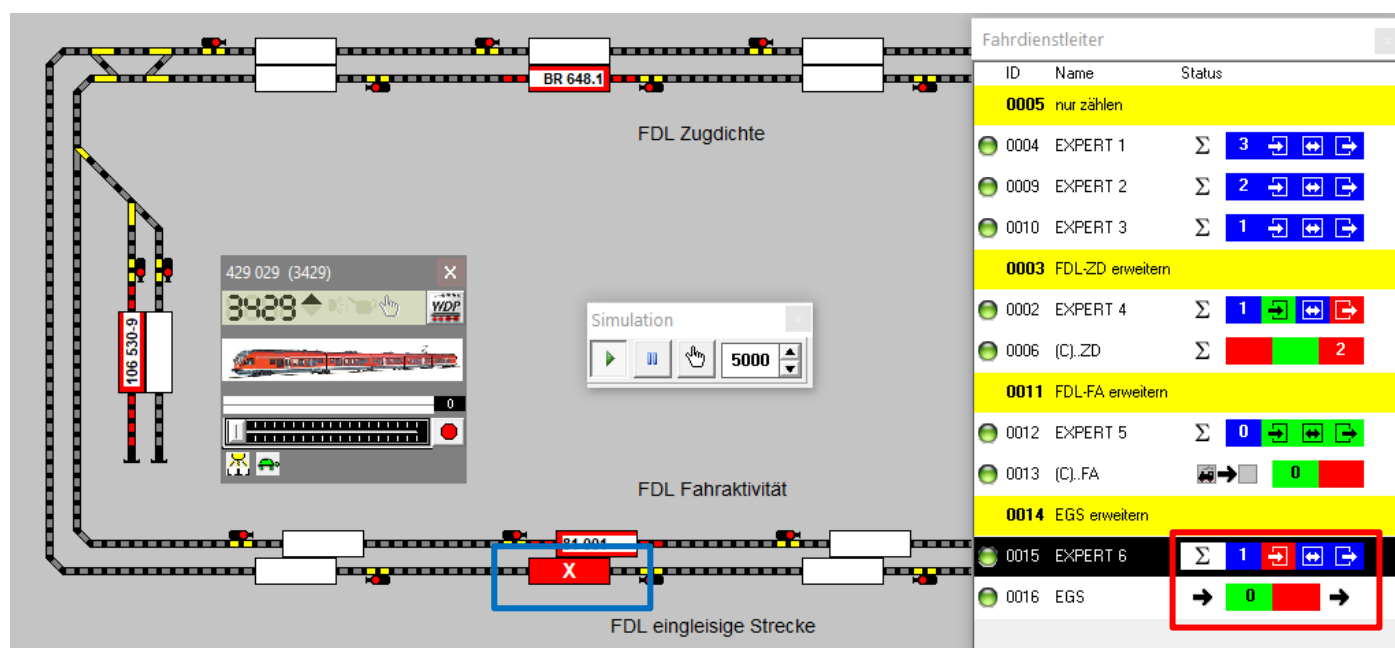 BR 648.1
FDL Zugdichte
106 530-9
429 029 (3429)
3429
WDP
0
Simulation
5000
FDL Fahraktivität
X
FDL eingleisige Strecke
Fahrdienstleiter
ID Name Status
0005 nur zählen
0004 EXPERT 1 Σ 3
0009 EXPERT 2 Σ 2
0010 EXPERT 3 Σ 1
0003 FDL-ZD erweitern
0002 EXPERT 4 Σ 1
0006 (C)..ZD Σ 2
0011 FDL-FA erweitern
0012 EXPERT 5 Σ 0
0013 (C)..FA 0
0014 EGS erweitern
0015 EXPERT 6 Σ 1
0016 EGS 0